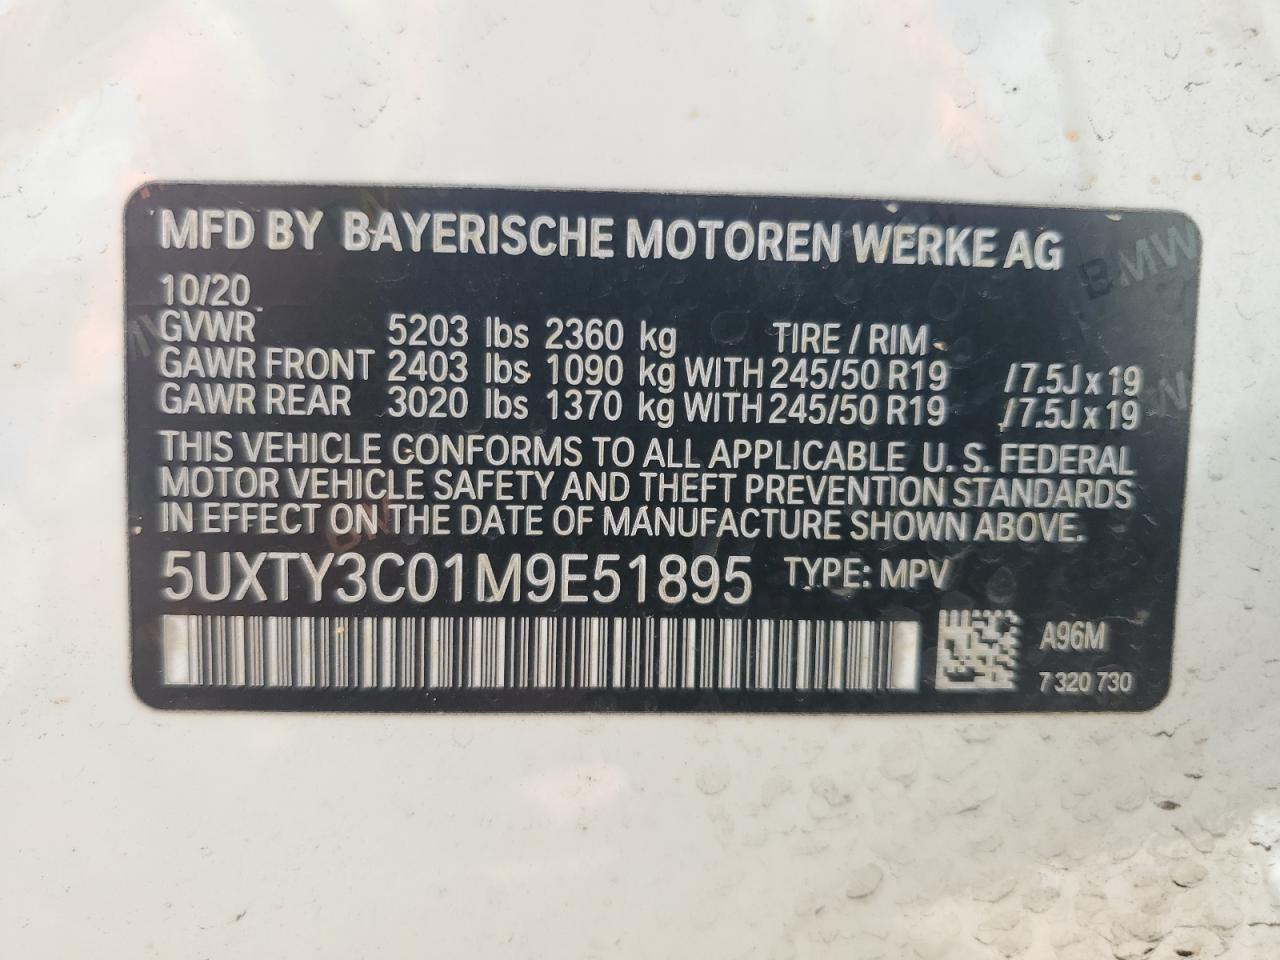 MFD BY BAYERISCHE MOTOREN WERKE AG
10/20
GVWR 5203 lbs 2360 kg TIRE / RIM
GAWR FRONT 2403 lbs 1090 kg WITH 245/50 R19 /7.5J x 19
GAWR REAR 3020 lbs 1370 kg WITH 245/50 R19 /7.5J x 19
THIS VEHICLE CONFORMS TO ALL APPLICABLE U. S. FEDERAL
MOTOR VEHICLE SAFETY AND THEFT PREVENTION STANDARDS
IN EFFECT ON THE DATE OF MANUFACTURE SHOWN ABOVE.
5UXTY3C01M9E51895 TYPE: MPV
A96M
7 320 730
BMW